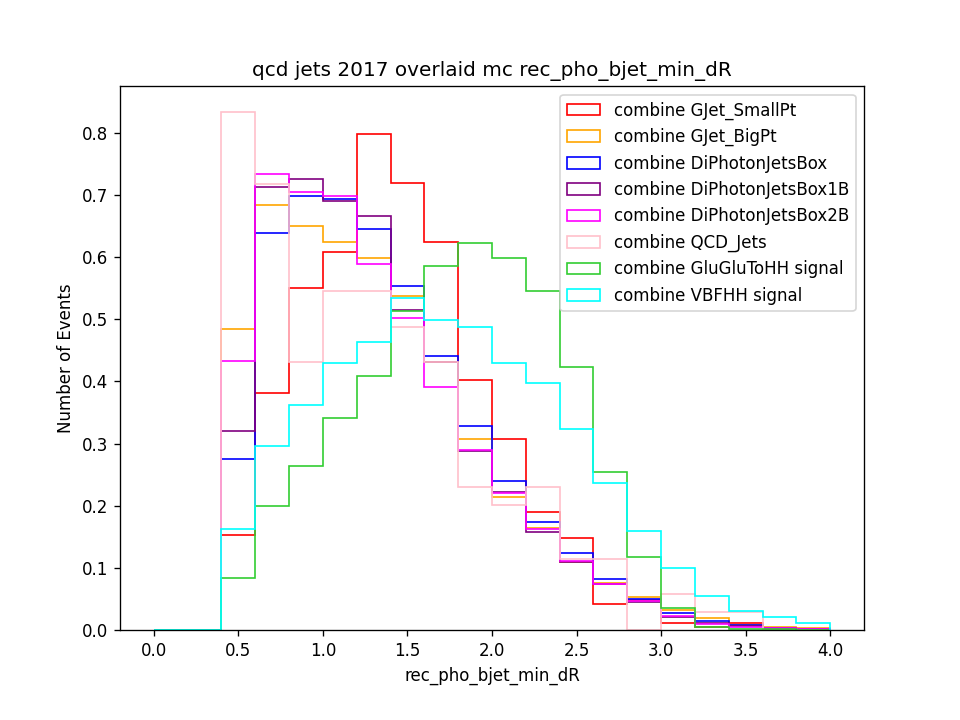 qcd jets 2017 overlaid mc rec_pho_bjet_min_dR
combine GJet_SmallPt
combine GJet_BigPt
combine DiPhotonJetsBox
combine DiPhotonJetsBox1B
combine DiPhotonJetsBox2B
combine QCD_Jets
combine GluGluToHH signal
combine VBFHH signal
Number of Events
0.8
0.7
0.6
0.5
0.4
0.3
0.2
0.1
0.0
0.0 0.5 1.0 1.5 2.0 2.5 3.0 3.5 4.0
rec_pho_bjet_min_dR